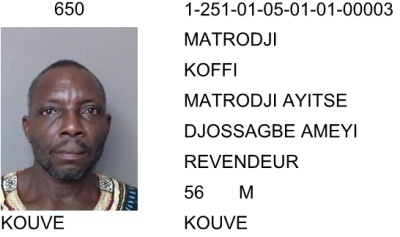 650
1-251-01-05-01-01-00003
MATRODJI
KOFFI
MATRODJI AYITSE
DJOSSAGBE AMEYI
REVENDEUR
56 M
KOUVE
KOUVE